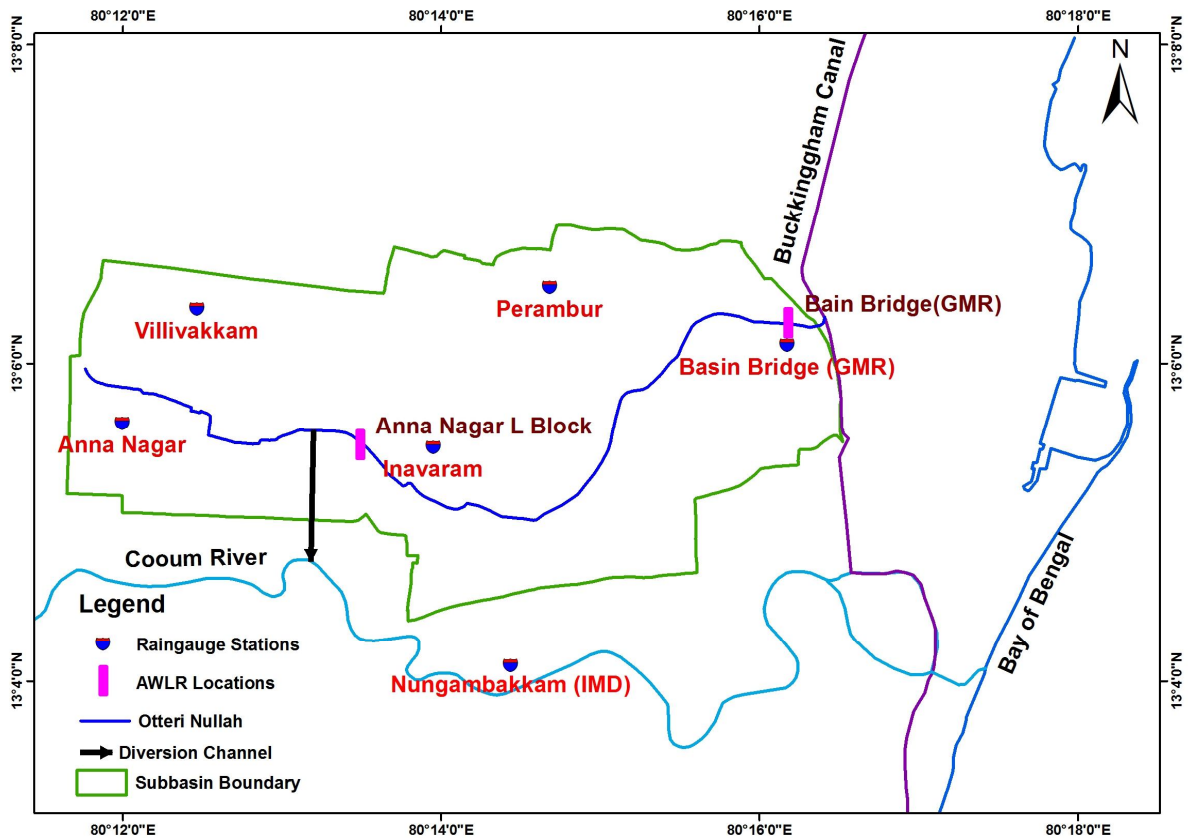 80°12'0"E
80°14'0"E
80°16'0"E
80°18'0"E
13°8'0"N
13°8'0"N
N
Buckkinggham Canal
Villivakkam
Perambur
Bain Bridge(GMR)
Basin Bridge (GMR)
13°6'0"N
13°6'0"N
Anna Nagar
Anna Nagar L Block
Inavaram
Cooum River
Bay of Bengal
Nungambakkam (IMD)
13°4'0"N
13°4'0"N
Legend
Raingauge Stations
AWLR Locations
Otteri Nullah
Diversion Channel
Subbasin Boundary
80°12'0"E
80°14'0"E
80°16'0"E
80°18'0"E